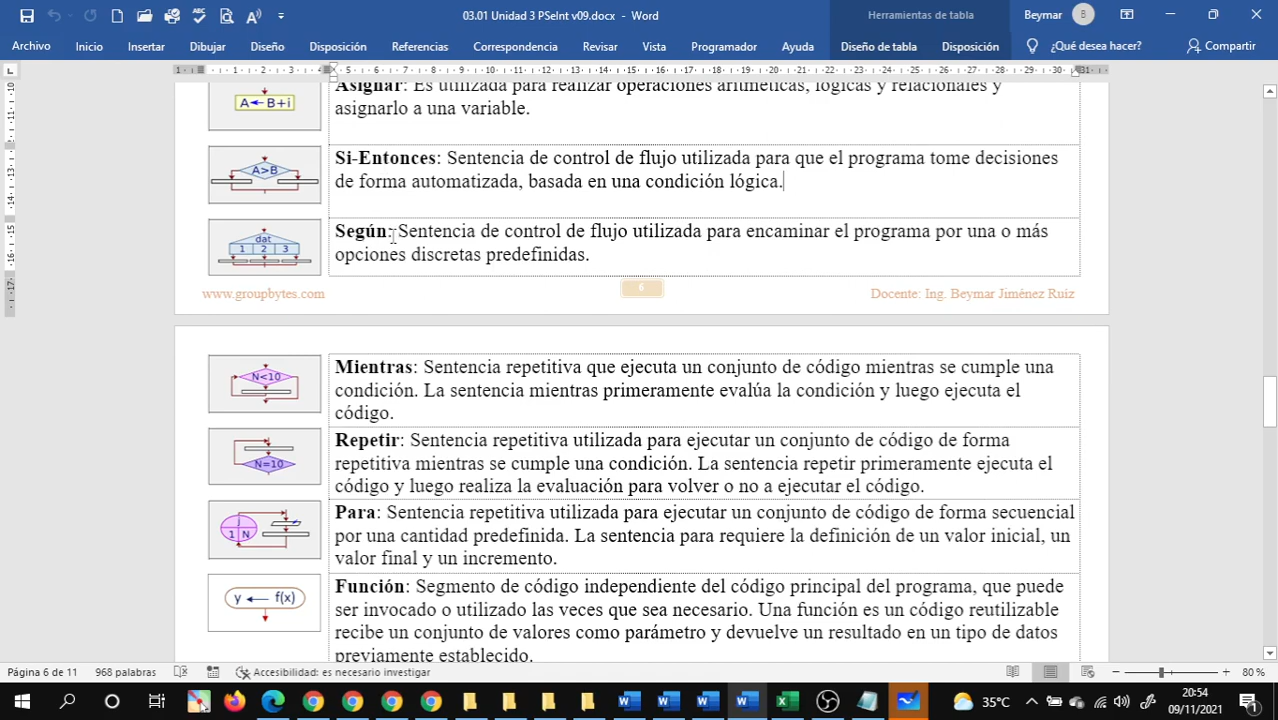 03.01 Unidad 3 PSeInt v09.docx - Word
Herramientas de tabla
Beymar
B
Archivo Inicio Insertar Dibujar Diseño Disposición Referencias Correspondencia Revisar Vista Programador Ayuda Diseño de tabla Disposición ¿Qué desea hacer? Compartir
A B+i
Asignar: Es utilizada para realizar operaciones aritméticas, lógicas y relacionales y
asignarlo a una variable.
A>B
Si-Entonces: Sentencia de control de flujo utilizada para que el programa tome decisiones
de forma automatizada, basada en una condición lógica.
dat
1 2 3
Según: Sentencia de control de flujo utilizada para encaminar el programa por una o más
opciones discretas predefinidas.
www.groupbytes.com
6
Docente: Ing. Beymar Jiménez Ruiz
N<10
Mientras: Sentencia repetitiva que ejecuta un conjunto de código mientras se cumple una
condición. La sentencia mientras primeramente evalúa la condición y luego ejecuta el
código.
N=10
Repetir: Sentencia repetitiva utilizada para ejecutar un conjunto de código de forma
repetitiva mientras se cumple una condición. La sentencia repetir primeramente ejecuta el
código y luego realiza la evaluación para volver o no a ejecutar el código.
1 N
Para: Sentencia repetitiva utilizada para ejecutar un conjunto de código de forma secuencial
por una cantidad predefinida. La sentencia para requiere la definición de un valor inicial, un
valor final y un incremento.
y f(x)
Función: Segmento de código independiente del código principal del programa, que puede
ser invocado o utilizado las veces que sea necesario. Una función es un código reutilizable
recibe un conjunto de valores como parámetro y devuelve un resultado en un tipo de datos
previamente establecido.
Página 6 de 11 968 palabras Accesibilidad: es necesario investigar 80 %
35°C
20:54
09/11/2021